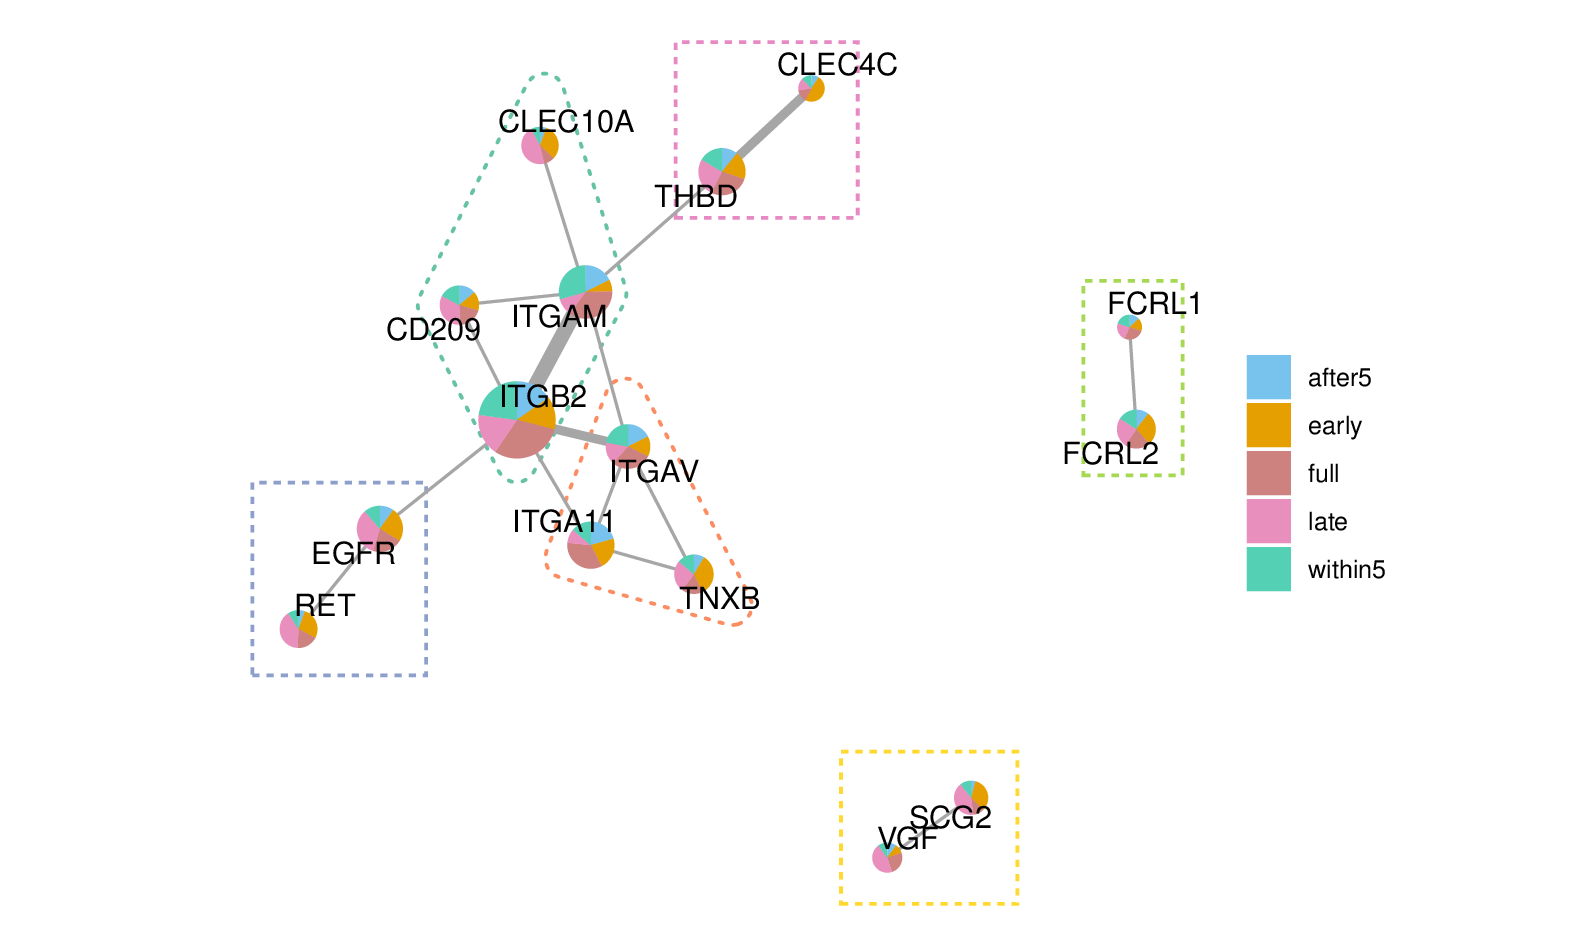 CLEC4C
CLEC10A
THBD
FCRL1
ITGAM
CD209
after5
ITGB2
early
FCRL2
ITGAV
full
ITGA11
late
EGFR
within5
TNXB
RET
SCG2
VGF